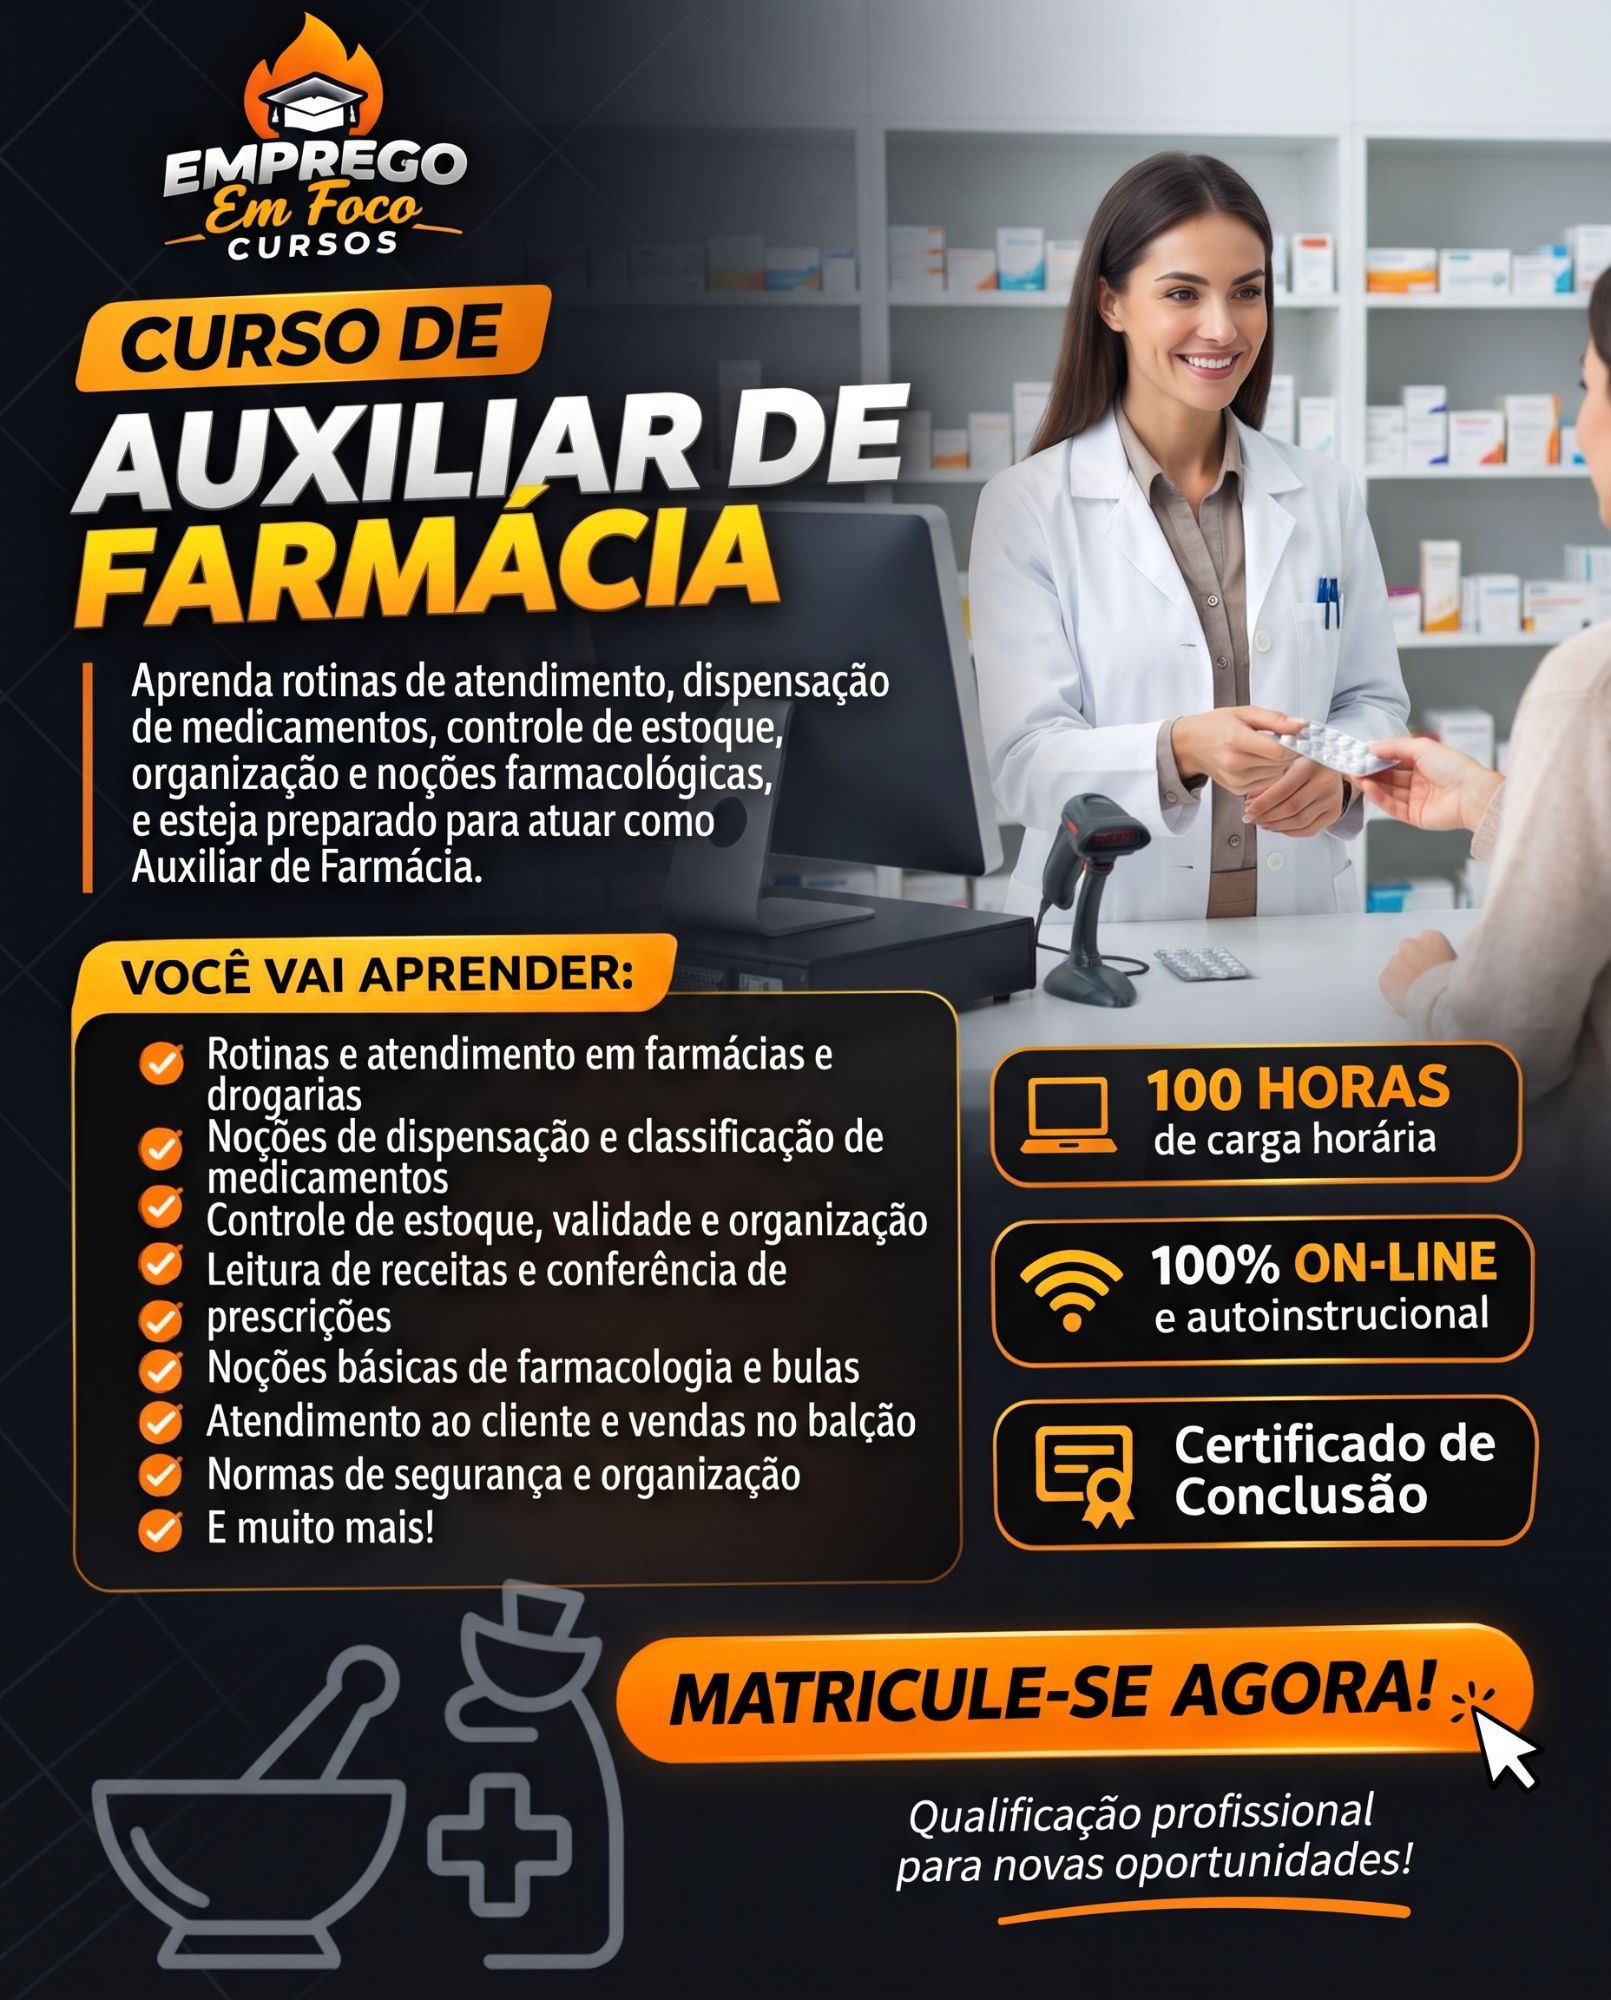 EMPREGO
Em Foco
CURSOS
CURSO DE
AUXILIAR DE
FARMÁCIA
Aprenda rotinas de atendimento, dispensação
de medicamentos, controle de estoque,
organização e noções farmacológicas,
e esteja preparado para atuar como
Auxiliar de Farmácia.
VOCÊ VAI APRENDER:
Rotinas e atendimento em farmácias e
drogarias
Noções de dispensação e classificação de
medicamentos
Controle de estoque, validade e organização
Leitura de receitas e conferência de
prescrições
Noções básicas de farmacologia e bulas
Atendimento ao cliente e vendas no balção
Normas de segurança e organização
E muito mais!
100 HORAS
de carga horária
100% ON-LINE
e autoinstrucional
Certificado de
Conclusão
MATRICULE-SE AGORA!
Qualificação profissional
para novas oportunidades!